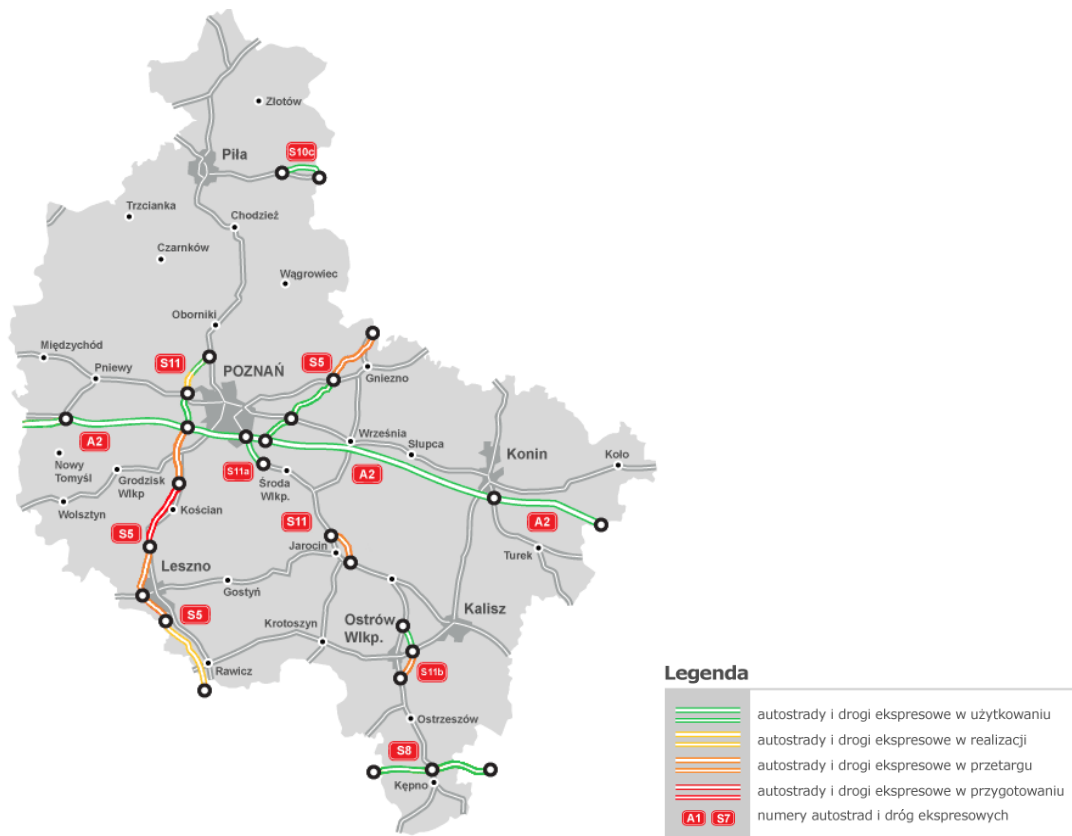 Złotów
Piła
S10c
Trzcianka
Chodzież
Czarnków
Wągrowiec
Oborniki
Międzychód
S11
S5
Pniewy
POZNAŃ
Gniezno
A2
Września
Słupca
Konin
Koło
Nowy
Tomyśl
Grodzisk
Wlkp
S11a
Środa
Wlkp.
A2
Wolsztyn
Kościan
S11
A2
S5
Jarocin
Turek
Leszno
Gostyń
S5
Kalisz
Ostrów
Wlkp.
Krotoszyn
Rawicz
S11b
Ostrzeszów
S8
Kępno
Legenda
autostrady i drogi ekspresowe w użytkowaniu
autostrady i drogi ekspresowe w realizacji
autostrady i drogi ekspresowe w przetargu
autostrady i drogi ekspresowe w przygotowaniu
A1 S7 numery autostrad i dróg ekspresowych